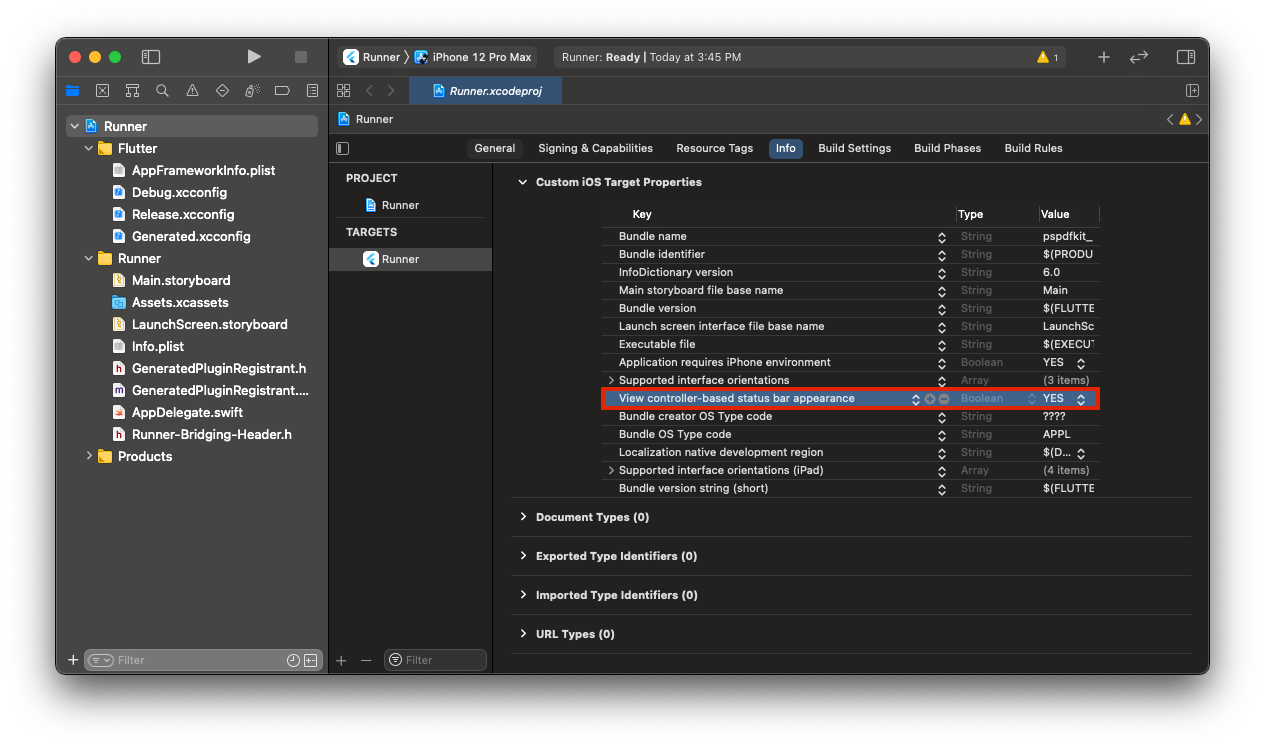 Runner
iPhone 12 Pro Max
Runner: Ready | Today at 3:45 PM
1
Runner.xcodeproj
Runner
Runner
Flutter
AppFrameworkInfo.plist
Debug.xcconfig
Release.xcconfig
Generated.xcconfig
Runner
Main.storyboard
Assets.xcassets
LaunchScreen.storyboard
Info.plist
GeneratedPluginRegistrant.h
GeneratedPluginRegistrant....
AppDelegate.swift
Runner-Bridging-Header.h
Products
Filter
General Signing & Capabilities Resource Tags Info Build Settings Build Phases Build Rules
PROJECT
Runner
TARGETS
Runner
Filter
Custom iOS Target Properties
Key Type Value
Bundle name String pspdfkit_
Bundle identifier String $(PRODU
InfoDictionary version String 6.0
Main storyboard file base name String Main
Bundle version String $(FLUTTE
Launch screen interface file base name String LaunchSc
Executable file String $(EXECUT
Application requires iPhone environment Boolean YES
Supported interface orientations Array (3 items)
View controller-based status bar appearance Boolean YES
Bundle creator OS Type code String ????
Bundle OS Type code String APPL
Localization native development region String $(D...
Supported interface orientations (iPad) Array (4 items)
Bundle version string (short) String $(FLUTTE
Document Types (0)
Exported Type Identifiers (0)
Imported Type Identifiers (0)
URL Types (0)